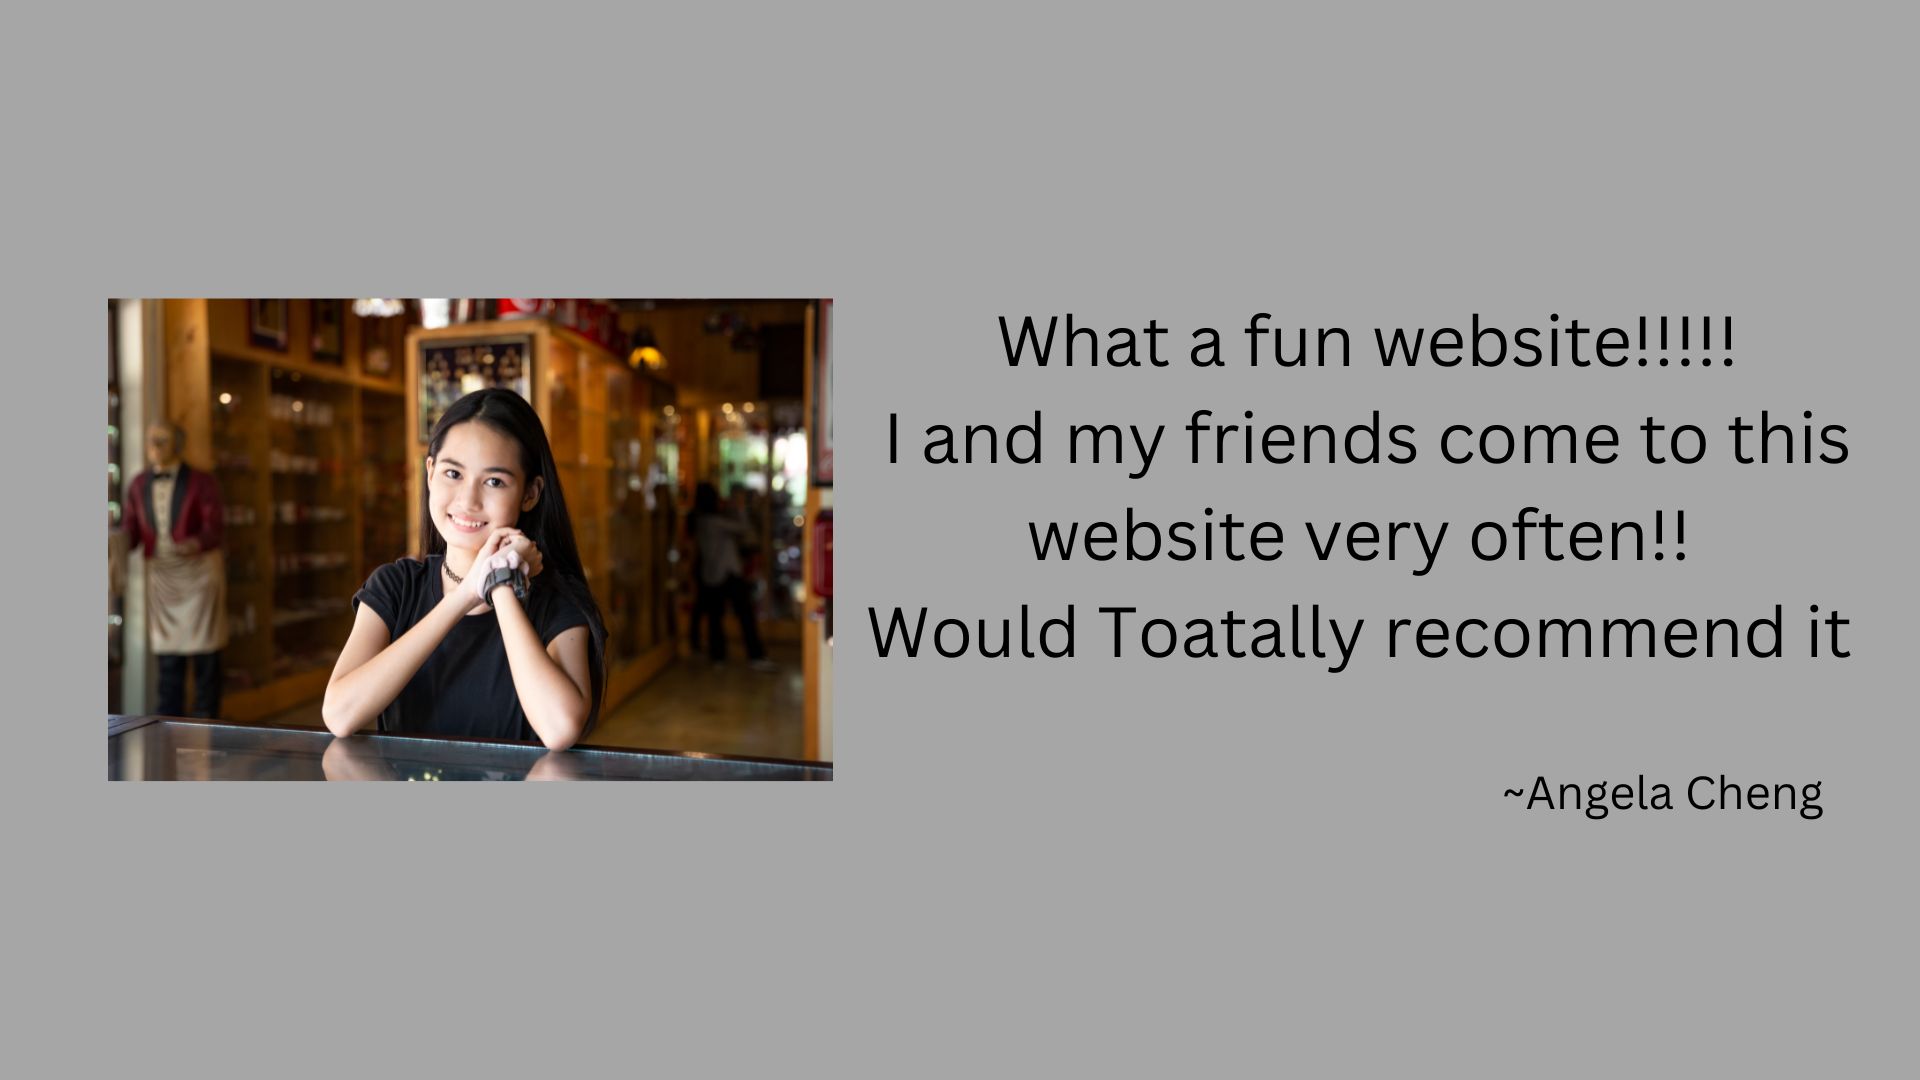 What a fun website!!!!!
I and my friends come to this
website very often!!
Would Toatally recommend it
~Angela Cheng